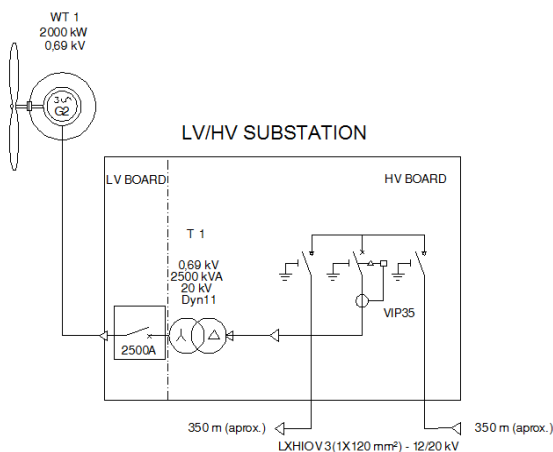 WT 1
2000 kW
0,69 kV
3
G2
LV/HV SUBSTATION
LV BOARD
HV BOARD
T 1
0,69 kV
2500 kVA
20 kV
Dyn11
VIP35
2500A
350 m (aprox.)
350 m (aprox.)
LXHIOV 3(1X120 mm²) - 12/20 kV